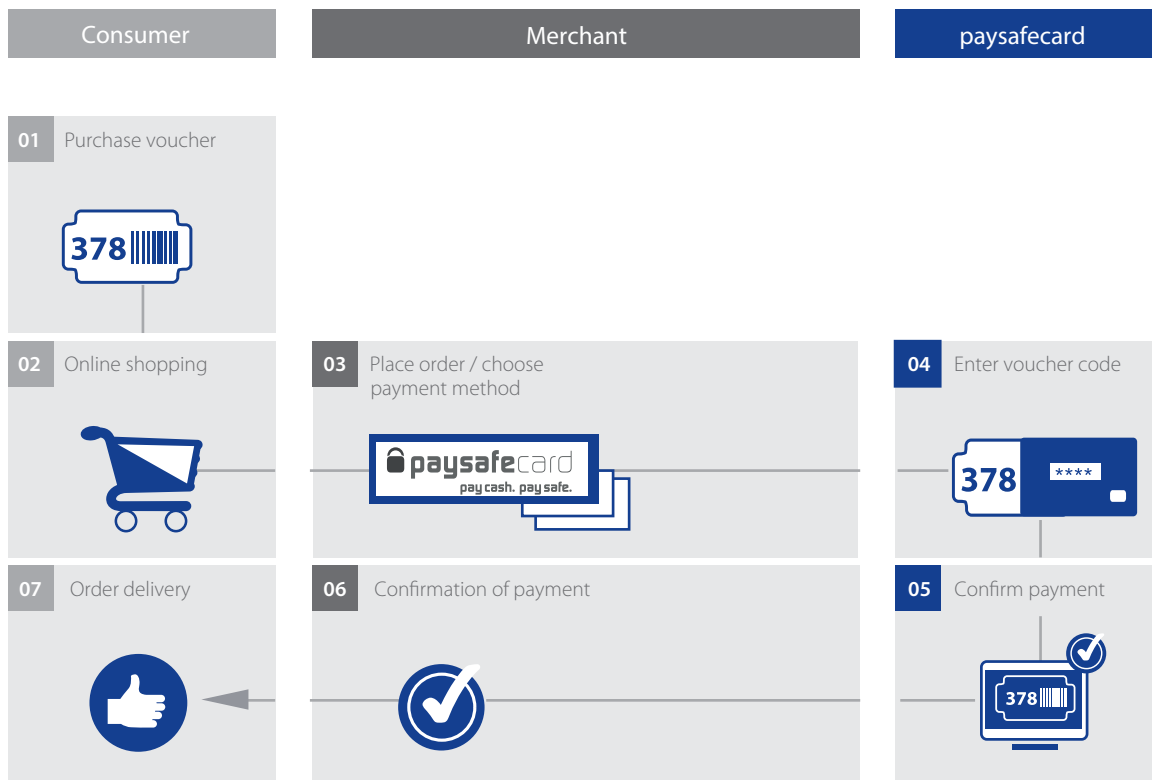 Consumer
Merchant
paysafecard
01 Purchase voucher
378
02 Online shopping
03 Place order / choose
payment method
paysafecard
pay cash. pay safe.
04 Enter voucher code
378 ****
07 Order delivery
06 Confirmation of payment
05 Confirm payment
378